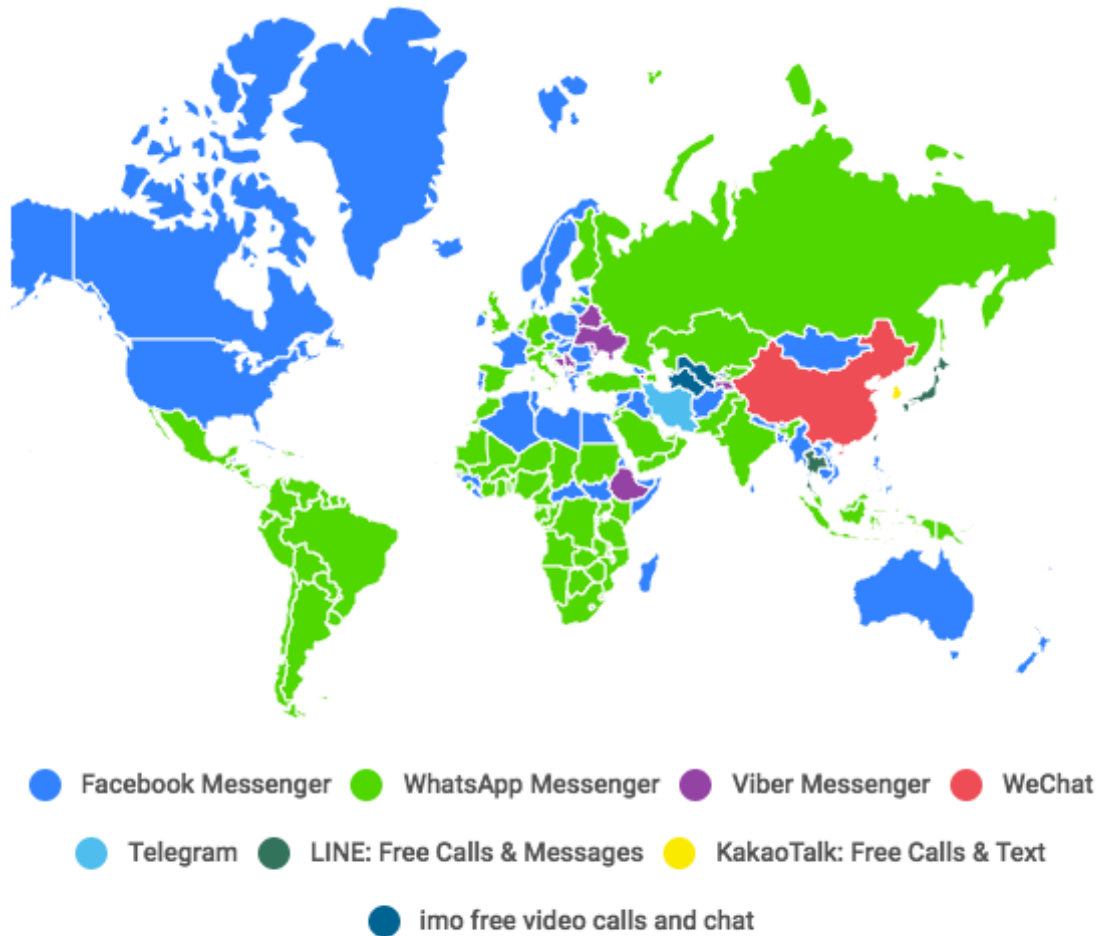 Facebook Messenger WhatsApp Messenger Viber Messenger WeChat
Telegram LINE: Free Calls & Messages KakaoTalk: Free Calls & Text
imo free video calls and chat